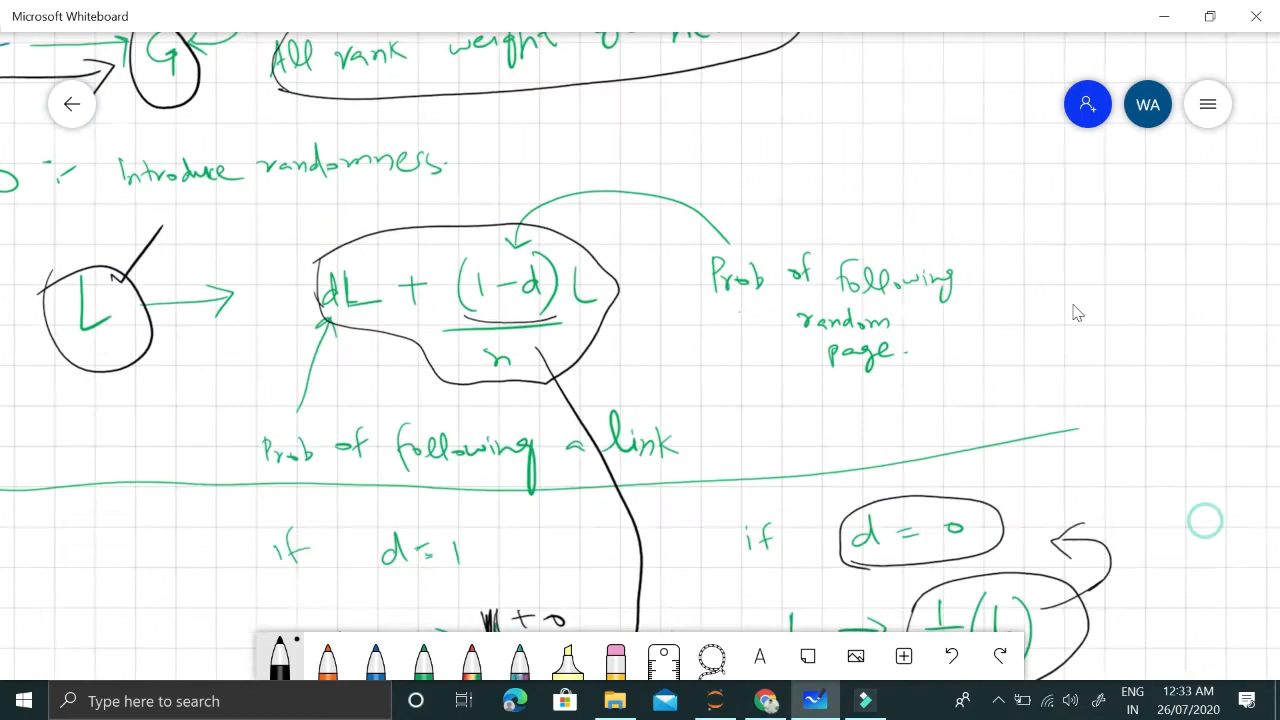 Microsoft Whiteboard
G
All rank weight
WA
∵ Introduce randomness.
L → dL + (1-d) L
n
Prob of following
random
page.
Prob of following a link
if d = 1
if d = 0
+ 0
Type here to search
ENG
IN
12:33 AM
26/07/2020